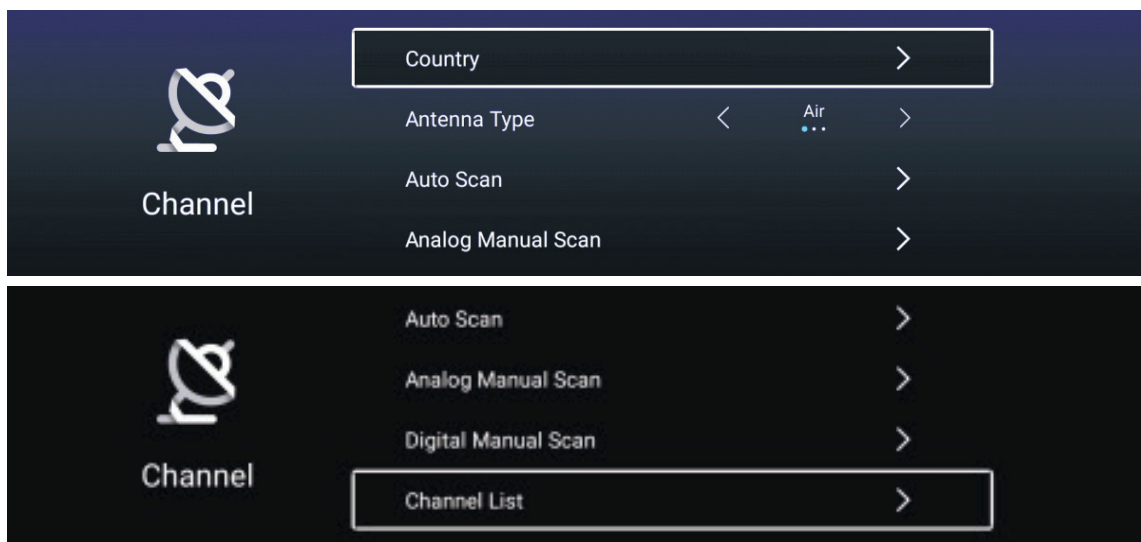 Country
Antenna Type Air
Auto Scan
Channel
Analog Manual Scan
Auto Scan
Analog Manual Scan
Digital Manual Scan
Channel
Channel List